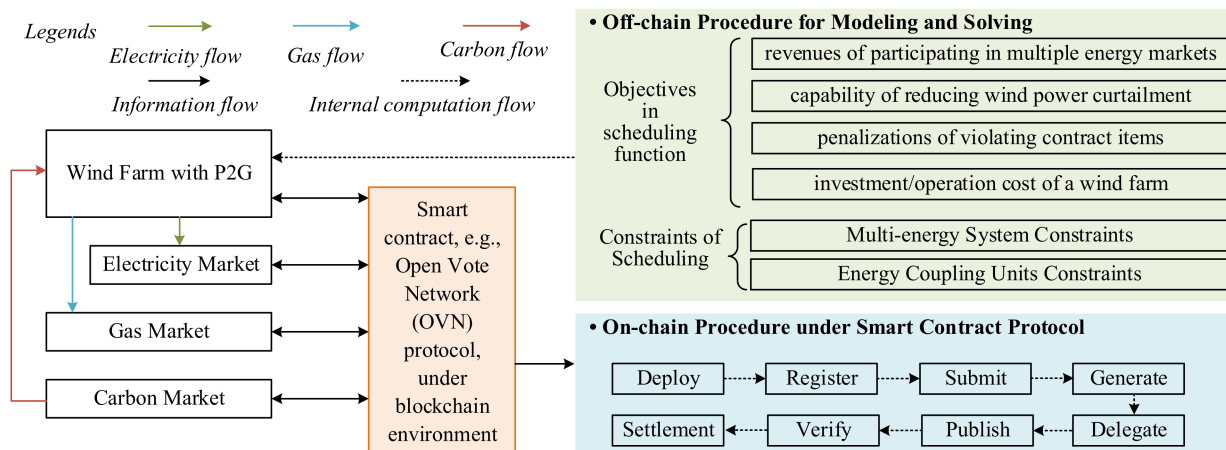 Legends
Electricity flow
Gas flow
Carbon flow
Information flow
Internal computation flow
Wind Farm with P2G
Electricity Market
Gas Market
Carbon Market
Smart
contract, e.g.,
Open Vote
Network
(OVN)
protocol,
under
blockchain
environment
• Off-chain Procedure for Modeling and Solving
Objectives
in
scheduling
function
revenues of participating in multiple energy markets
capability of reducing wind power curtailment
penalizations of violating contract items
investment/operation cost of a wind farm
Constraints of
Scheduling
Multi-energy System Constraints
Energy Coupling Units Constraints
• On-chain Procedure under Smart Contract Protocol
Deploy
Register
Submit
Generate
Settlement
Verify
Publish
Delegate